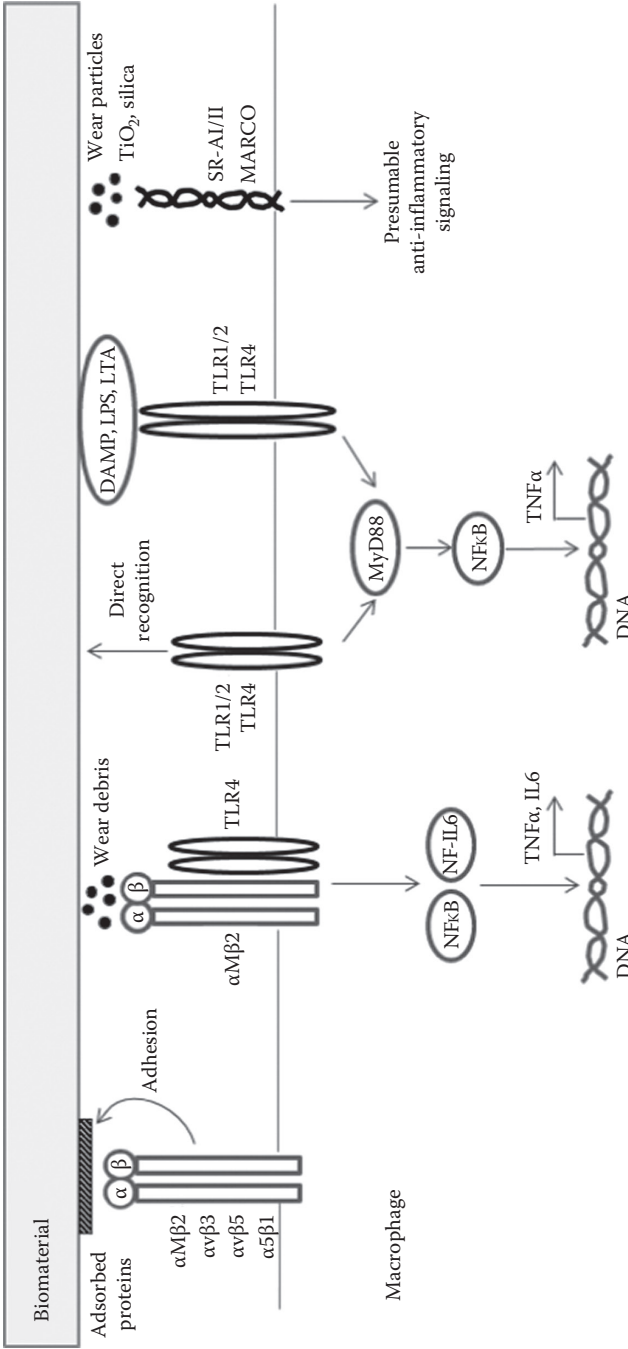 Biomaterial
Adsorbed
proteins
α
β
αMβ2
αvβ3
αvβ5
α5β1
Adhesion
Wear debris
α
β
αMβ2
TLR4
NFκB
NF-IL6
TNFα, IL6
DNA
Direct
recognition
TLR1/2
TLR4
DAMP, LPS, LTA
TLR1/2
TLR4
MyD88
NFκB
TNFα
DNA
Wear particles
TiO₂, silica
SR-AI/II
MARCO
Presumable
anti-inflammatory
signaling
Macrophage